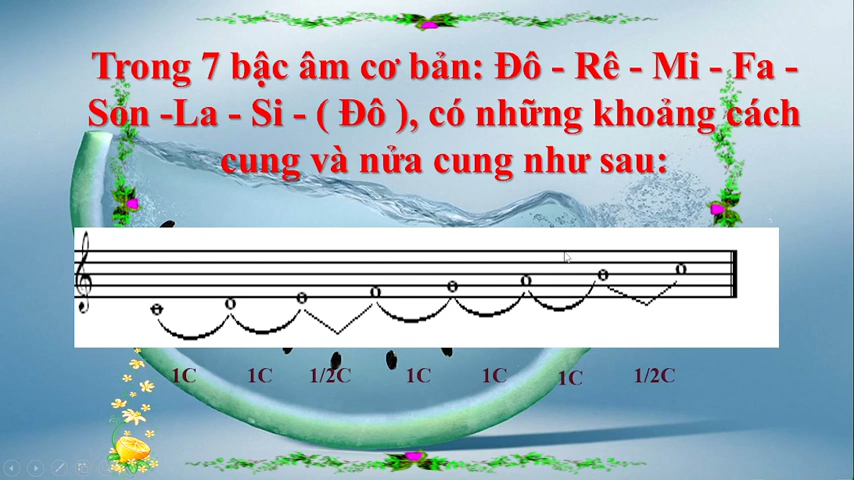 Trong 7 bậc âm cơ bản: Đô - Rê - Mi - Fa -
Son -La - Si - ( Đô ), có những khoảng cách
cung và nửa cung như sau:
1C 1C 1/2C 1C 1C 1C 1/2C